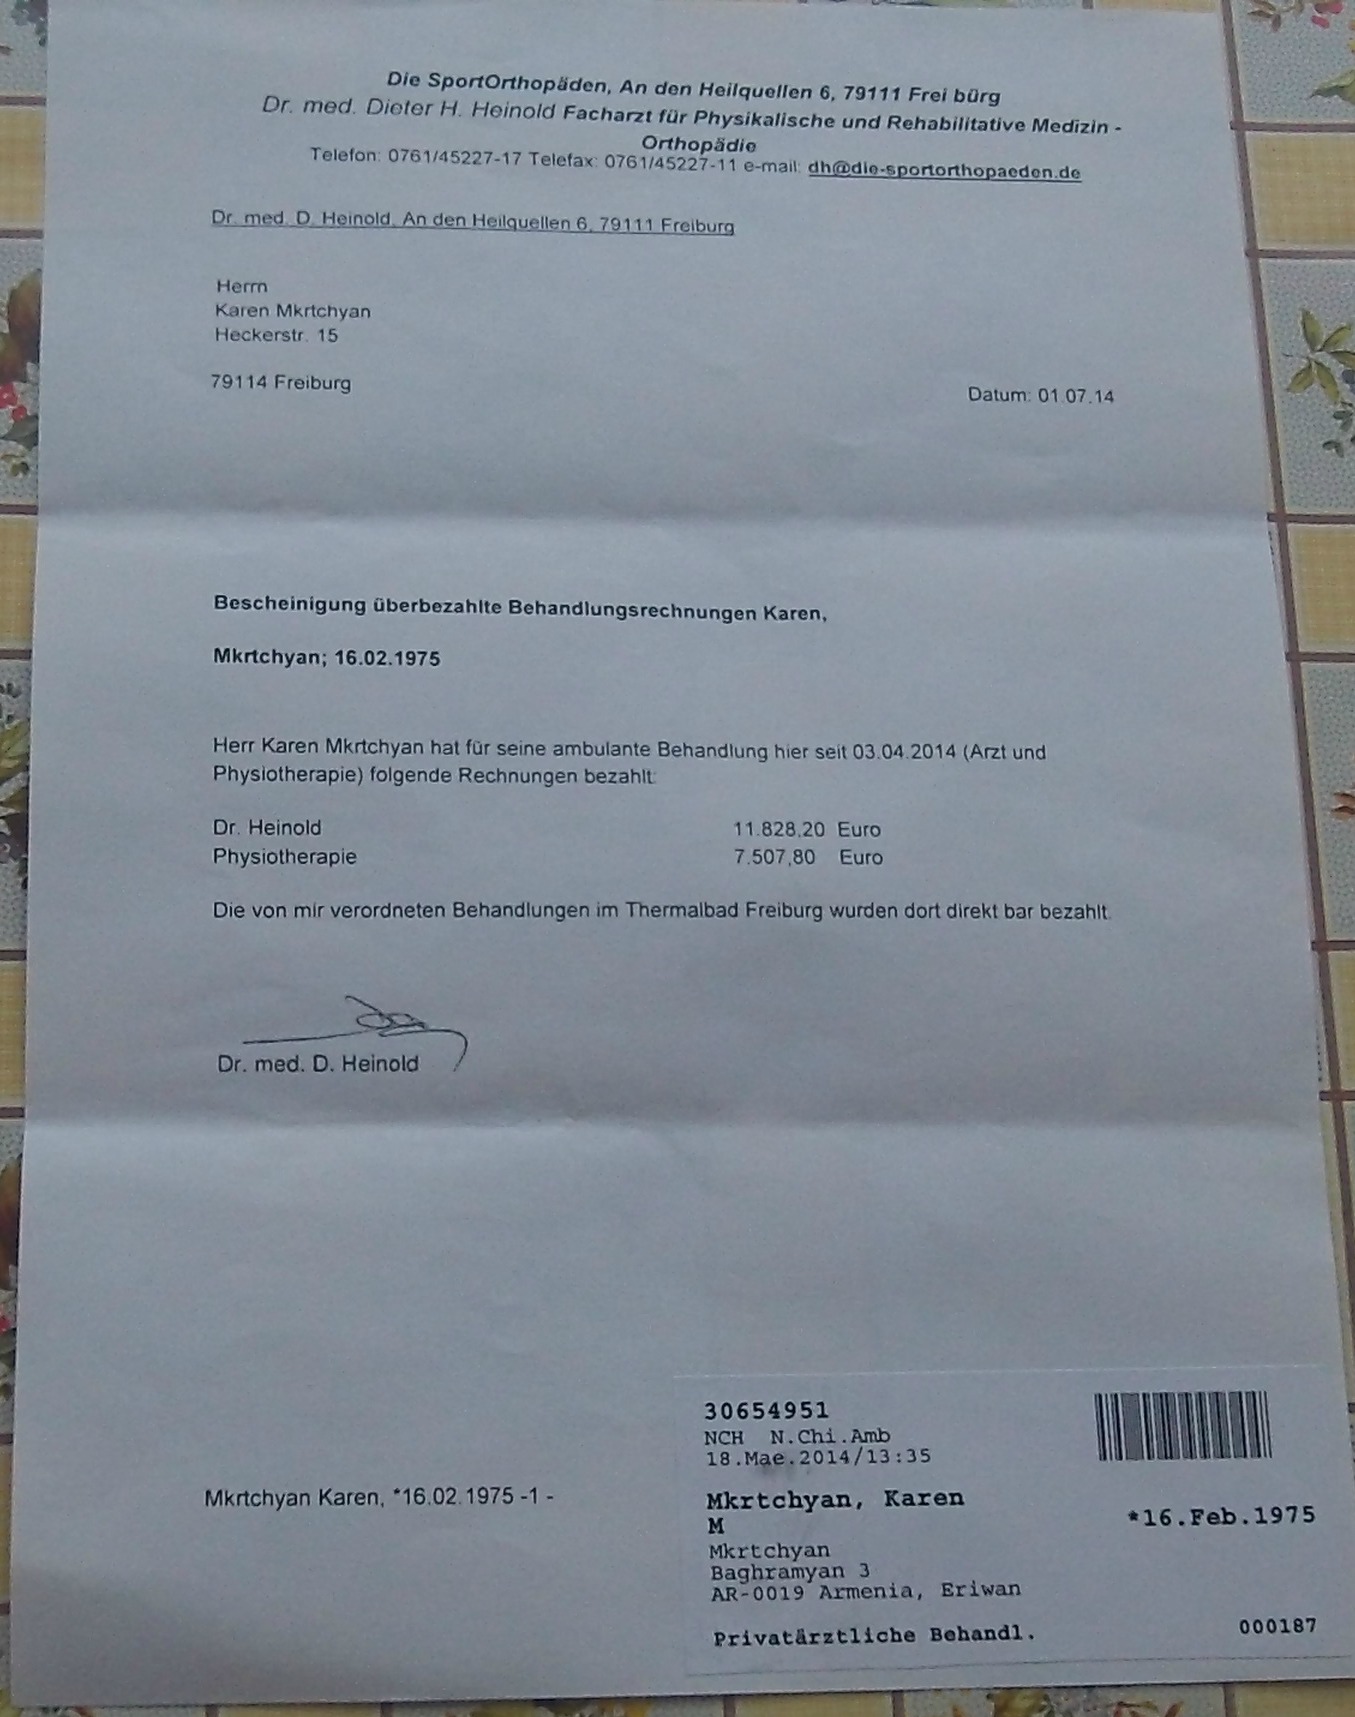 Die SportOrthopäden, An den Heilquellen 6, 79111 Frei bürg
Dr. med. Dieter H. Heinold Facharzt für Physikalische und Rehabilitative Medizin -
Orthopädie
Telefon: 0761/45227-17 Telefax: 0761/45227-11 e-mail: dh@die-sportorthopaeden.de
Dr. med. D. Heinold, An den Heilquellen 6, 79111 Freiburg
Herrn
Karen Mkrtchyan
Heckerstr. 15
79114 Freiburg
Datum: 01.07.14
Bescheinigung überbezahlte Behandlungsrechnungen Karen,
Mkrtchyan; 16.02.1975
Herr Karen Mkrtchyan hat für seine ambulante Behandlung hier seit 03.04.2014 (Arzt und
Physiotherapie) folgende Rechnungen bezahlt:
Dr. Heinold 11.828,20 Euro
Physiotherapie 7.507,80 Euro
Die von mir verordneten Behandlungen im Thermalbad Freiburg wurden dort direkt bar bezahlt.
Dr. med. D. Heinold
Mkrtchyan Karen, *16.02.1975 -1 -
30654951
NCH N.Chi.Amb
18.Mae.2014/13:35
Mkrtchyan, Karen
M *16.Feb.1975
Mkrtchyan
Baghramyan 3
AR-0019 Armenia, Eriwan
Privatärztliche Behandl. 000187